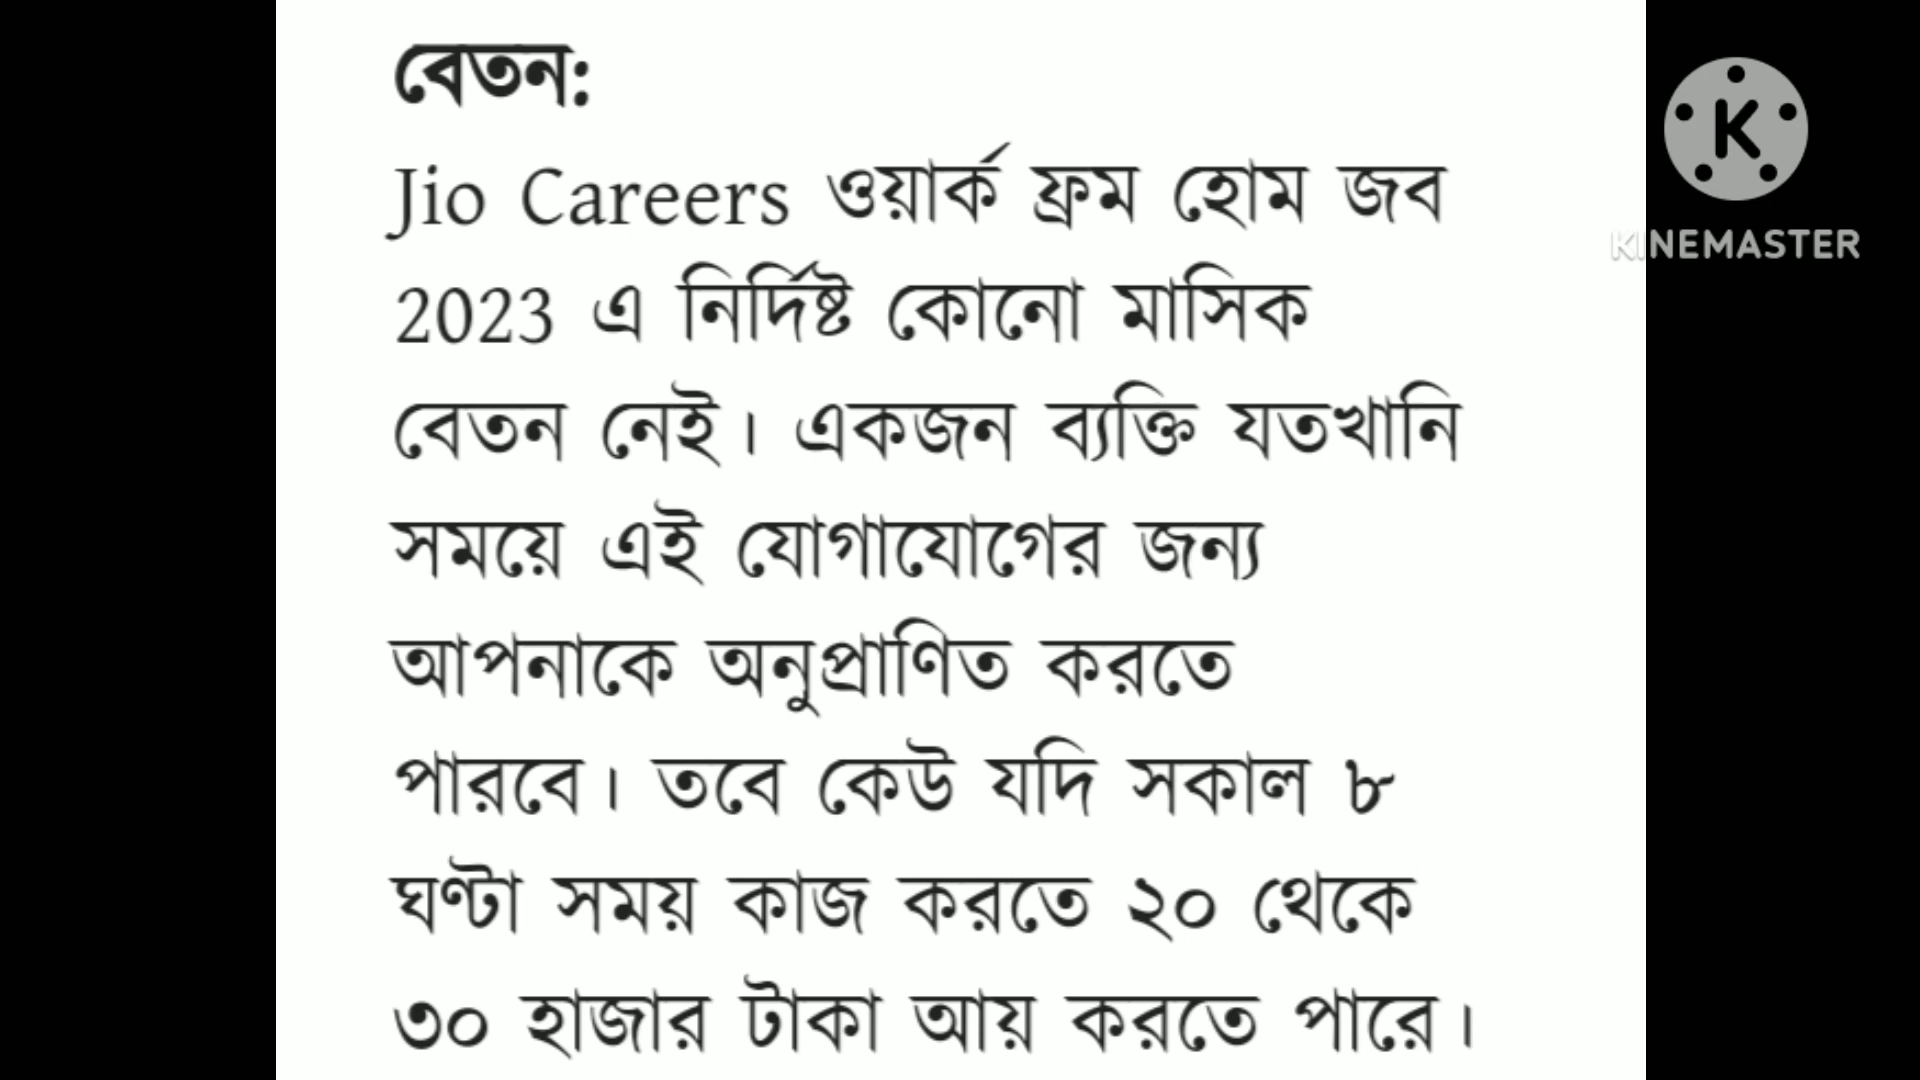 বেতন:
Jio Careers ওয়ার্ক ফ্রম হোম জব
2023 এ নির্দিষ্ট কোনো মাসিক
বেতন নেই। একজন ব্যক্তি যতখানি
সময়ে এই যোগাযোগের জন্য
আপনাকে অনুপ্রাণিত করতে
পারবে। তবে কেউ যদি সকাল ৮
ঘণ্টা সময় কাজ করতে ২০ থেকে
৩০ হাজার টাকা আয় করতে পারে।
K
KINEMASTER